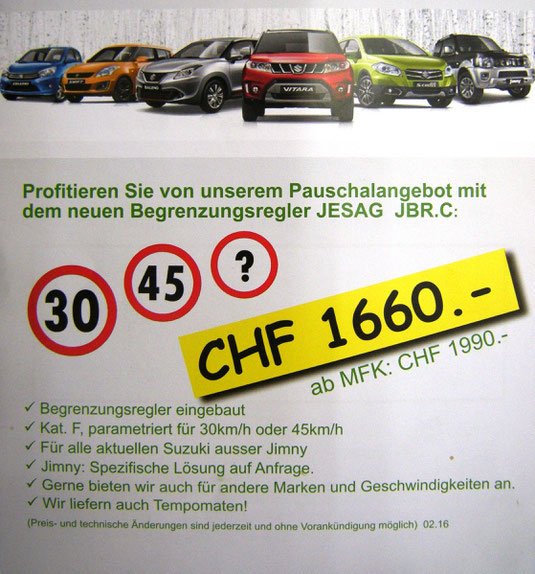 VITARA
Profitieren Sie von unserem Pauschalangebot mit
dem neuen Begrenzungsregler JESAG JBR.C:
30
45
?
CHF 1660.-
ab MFK: CHF 1990.-
✓ Begrenzungsregler eingebaut
✓ Kat. F, parametriert für 30km/h oder 45km/h
✓ Für alle aktuellen Suzuki ausser Jimny
✓ Jimny: Spezifische Lösung auf Anfrage.
✓ Gerne bieten wir auch für andere Marken und Geschwindigkeiten an.
✓ Wir liefern auch Tempomaten!
(Preis- und technische Änderungen sind jederzeit und ohne Vorankündigung möglich) 02.16